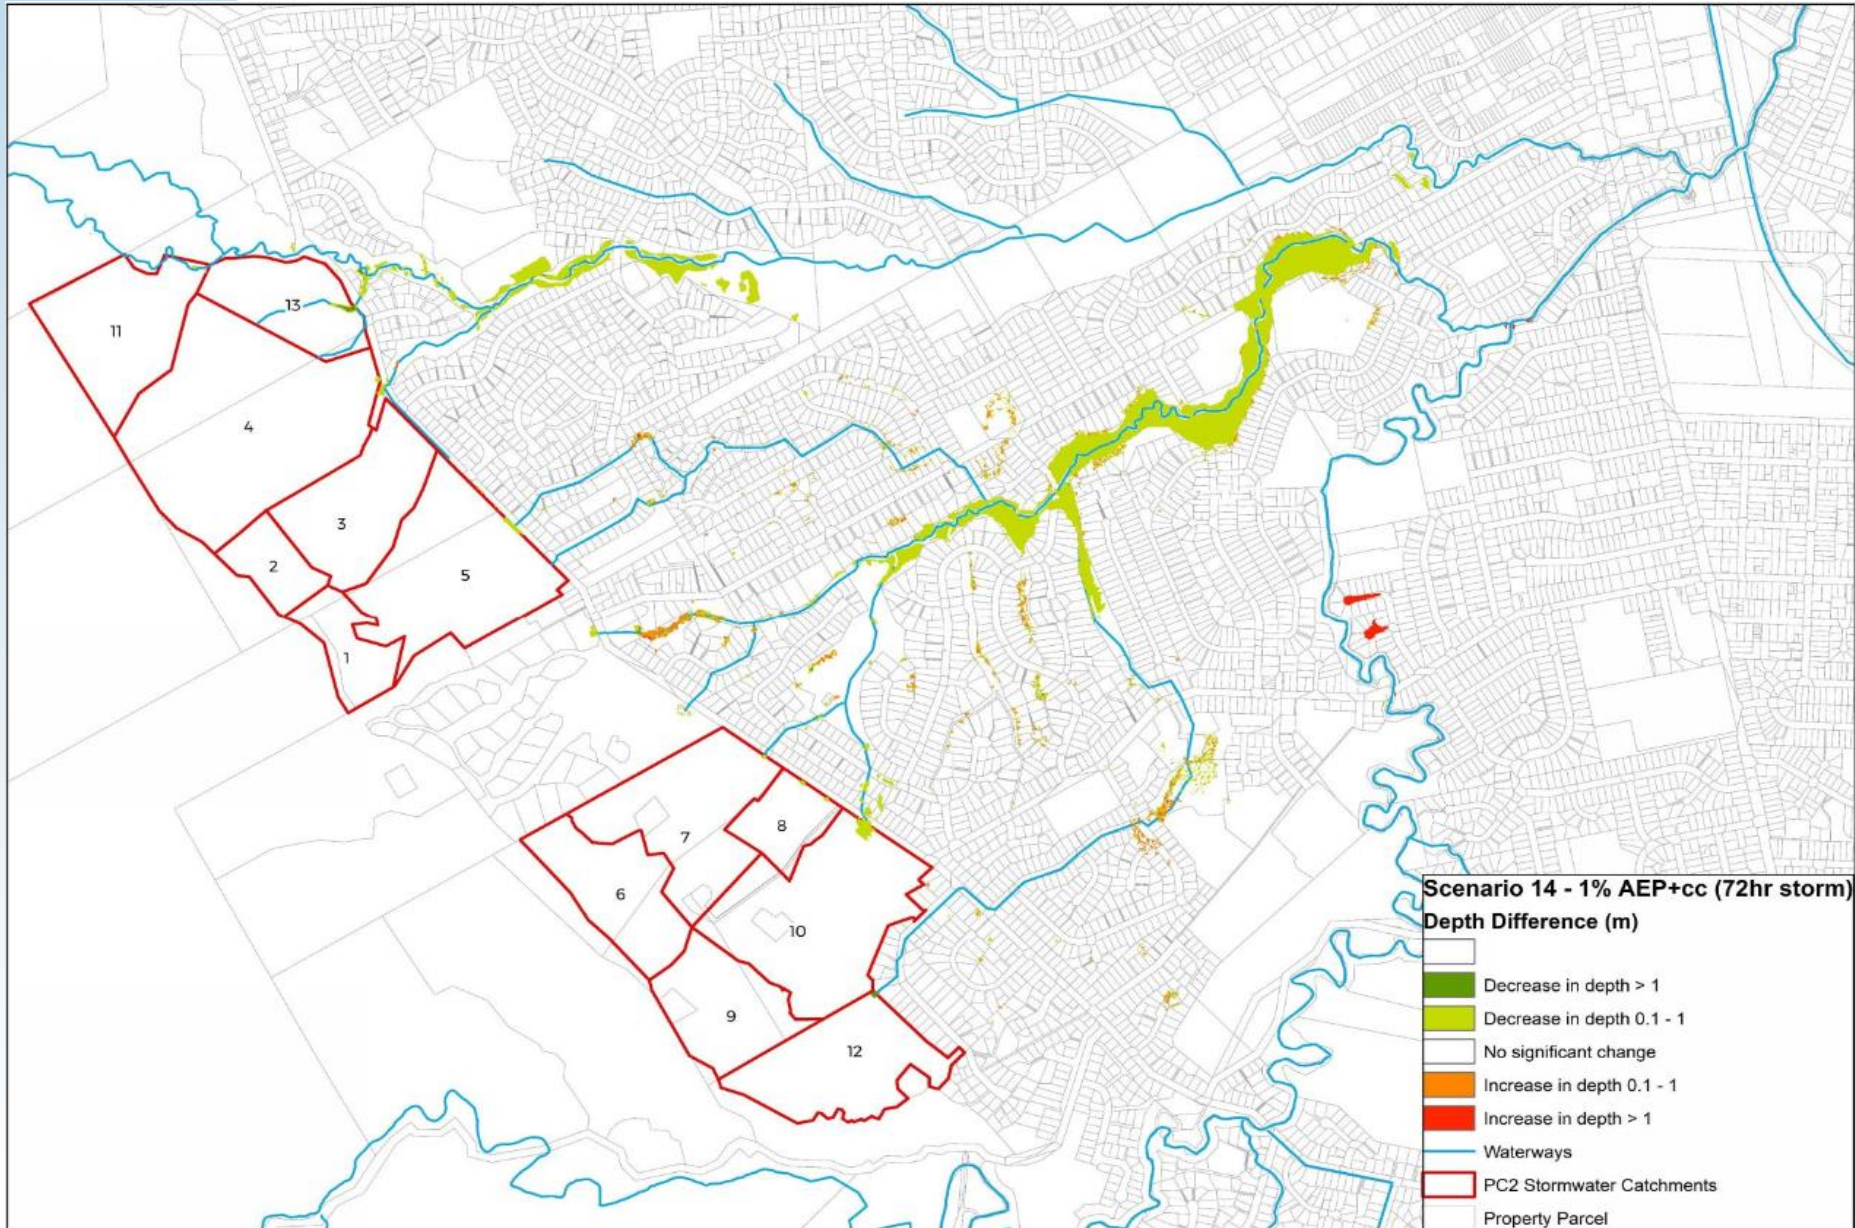 13
11
4
3
2
5
1
8
7
6
10
9
12
Scenario 14 - 1% AEP+cc (72hr storm)
Depth Difference (m)
Decrease in depth > 1
Decrease in depth 0.1 - 1
No significant change
Increase in depth 0.1 - 1
Increase in depth > 1
Waterways
PC2 Stormwater Catchments
Property Parcel